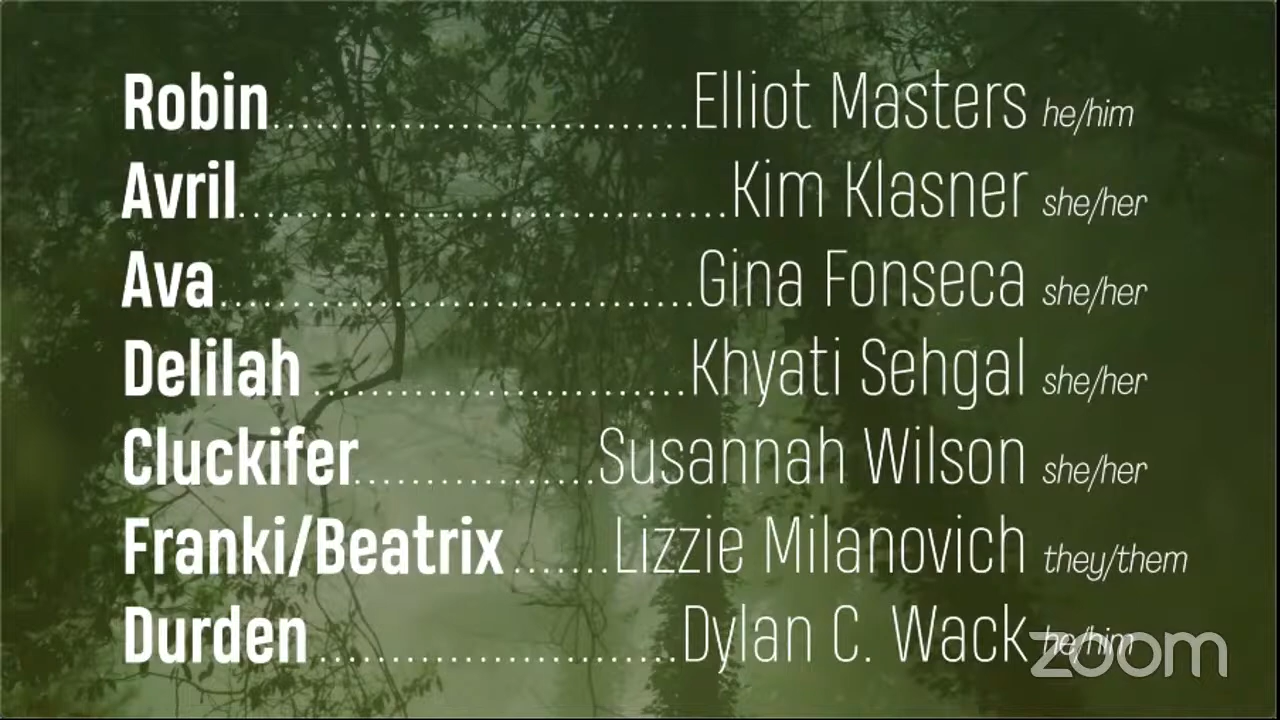 Robin..............................Elliot Masters he/him
Avril...................................Kim Klasner she/her
Ava..................................Gina Fonseca she/her
Delilah ...........................Khyati Sehgal she/her
Cluckifer.................Susannah Wilson she/her
Franki/Beatrix .......Lizzie Milanovich they/them
Durden ..........................Dylan C. Wack he/him
zoom